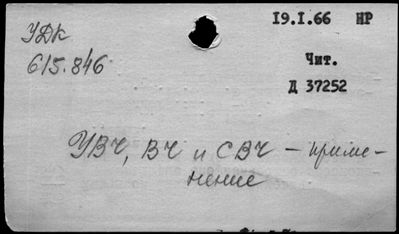 19.I.66 НР
УДК
615.846
Чит.
Д 37252
УВЧ, ВЧ и СВЧ – приме-
нение